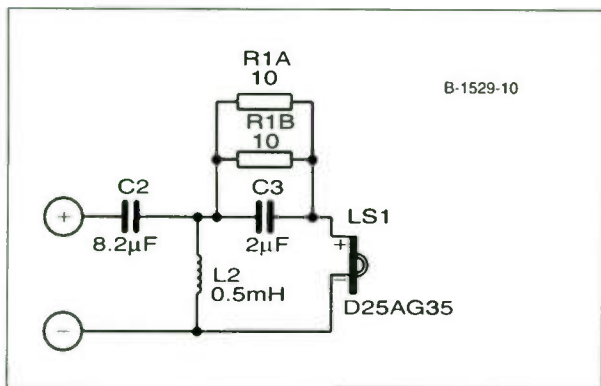 R1A
10
B-1529-10
R1B
10
C2
C3
LS1
+
8.2µF
2µF
+
L2
0.5mH
−
D25AG35
−